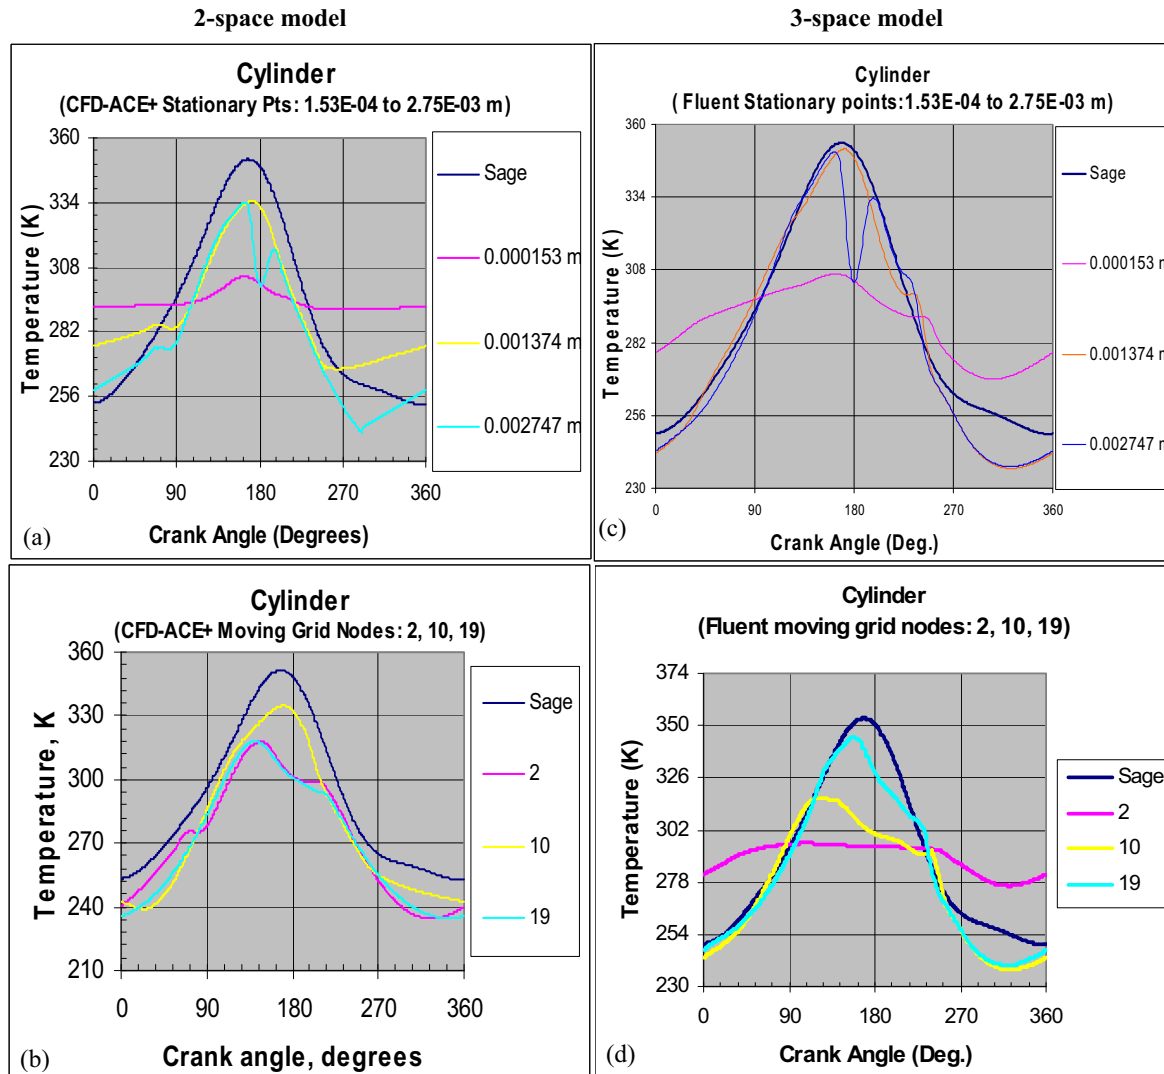 2-space model
3-space model
Cylinder
(CFD-ACE+ Stationary Pts: 1.53E-04 to 2.75E-03 m)
Temperature (K)
360
334
308
282
256
230
0 90 180 270 360
Crank Angle (Degrees)
Sage
0.000153 m
0.001374 m
0.002747 m
(a)
Cylinder
( Fluent Stationary points:1.53E-04 to 2.75E-03 m)
Temperature (K)
360
334
308
282
256
230
0 90 180 270 360
Crank Angle (Deg.)
Sage
0.000153 m
0.001374 m
0.002747 m
(c)
Cylinder
(CFD-ACE+ Moving Grid Nodes: 2, 10, 19)
Temperature, K
360
330
300
270
240
210
0 90 180 270 360
Crank angle, degrees
Sage
2
10
19
(b)
Cylinder
(Fluent moving grid nodes: 2, 10, 19)
Temperature (K)
374
350
326
302
278
254
230
0 90 180 270 360
Crank Angle (Deg.)
Sage
2
10
19
(d)